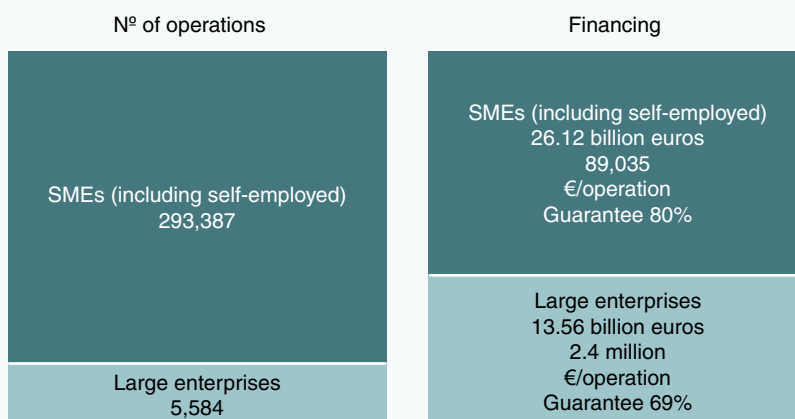 Nº of operations
SMEs (including self-employed)
293,387
Large enterprises
5,584
Financing
SMEs (including self-employed)
26.12 billion euros
89,035
€/operation
Guarantee 80%
Large enterprises
13.56 billion euros
2.4 million
€/operation
Guarantee 69%